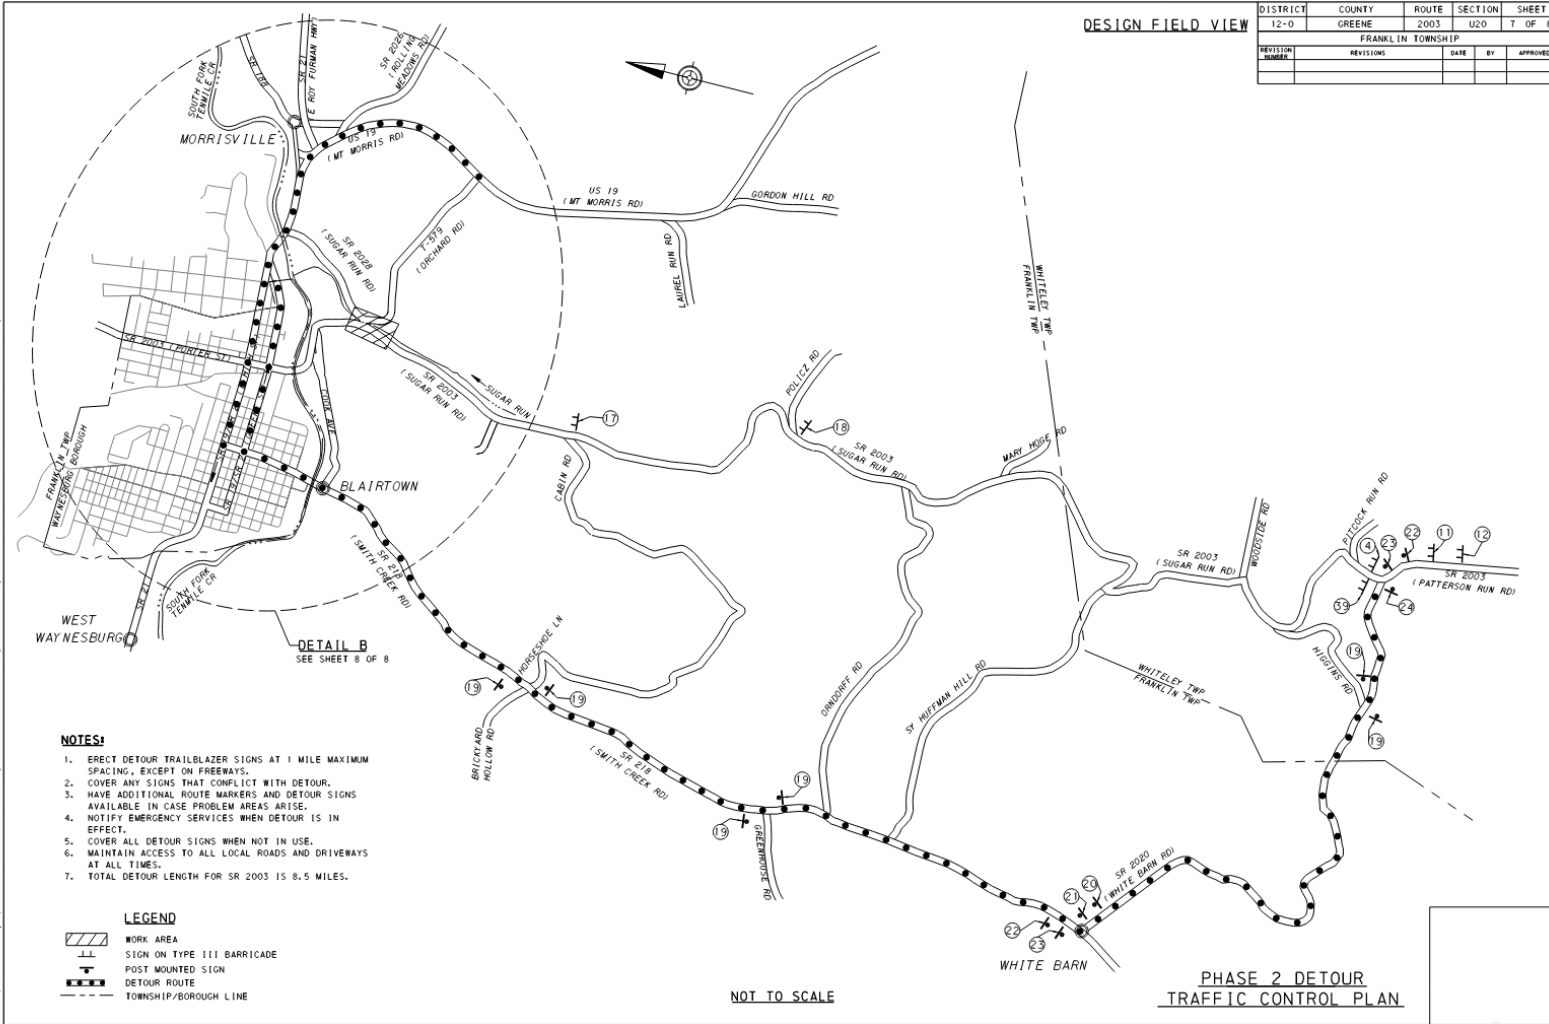 DESIGN FIELD VIEW
DISTRICT COUNTY ROUTE SECTION SHEET
12-0 GREENE 2003 U20 7 OF 8
FRANKLIN TOWNSHIP
REVISION NUMBER REVISIONS DATE BY APPROVED
SOUTH FORK
TENMILE CR
SR 188
SR 21
E ROY FURMAN HWY
SR 2026
(ROLLING
MEADOWS RD)
MORRISVILLE
US 19
(MT MORRIS RD)
US 19
(MT MORRIS RD)
GORDON HILL RD
LAUREL RUN RD
SR 2028
(SUGAR RUN RD)
T-579
(ORCHARD RD)
WHITELEY TWP
FRANKLIN TWP
SR 2003 (PORTER ST)
SR 2003
(SUGAR RUN RD)
SUGAR RUN
COOK AVE
17
POLICZ RD
18
SR 2003
(SUGAR RUN RD)
MARY HOGE RD
CABIN RD
FRANKLIN TWP
WAYNESBURG BOROUGH
BLAIRTOWN
SR 218
(SMITH CREEK RD)
SR 21
SOUTH FORK
TENMILE CR
WEST
WAYNESBURG
DETAIL B
SEE SHEET 8 OF 8
WOODSIDE RD
PITCOCK RUN RD
SR 2003
(SUGAR RUN RD)
4
23
22
11
12
SR 2003
(PATTERSON RUN RD)
39
24
19
HIGGINS RD
19
HORSESHOE LN
19
19
BRICKYARD
HOLLOW RD
ORNDORFF RD
SY HUFFMAN HILL RD
WHITELEY TWP
FRANKLIN TWP
SR 218
(SMITH CREEK RD)
19
19
GREENHOUSE RD
SR 2020
(WHITE BARN RD)
20
21
22
23
WHITE BARN
NOTES:
1. ERECT DETOUR TRAILBLAZER SIGNS AT 1 MILE MAXIMUM
SPACING, EXCEPT ON FREEWAYS.
2. COVER ANY SIGNS THAT CONFLICT WITH DETOUR.
3. HAVE ADDITIONAL ROUTE MARKERS AND DETOUR SIGNS
AVAILABLE IN CASE PROBLEM AREAS ARISE.
4. NOTIFY EMERGENCY SERVICES WHEN DETOUR IS IN
EFFECT.
5. COVER ALL DETOUR SIGNS WHEN NOT IN USE.
6. MAINTAIN ACCESS TO ALL LOCAL ROADS AND DRIVEWAYS
AT ALL TIMES.
7. TOTAL DETOUR LENGTH FOR SR 2003 IS 8.5 MILES.
LEGEND
WORK AREA
SIGN ON TYPE III BARRICADE
POST MOUNTED SIGN
DETOUR ROUTE
TOWNSHIP/BOROUGH LINE
NOT TO SCALE
PHASE 2 DETOUR
TRAFFIC CONTROL PLAN